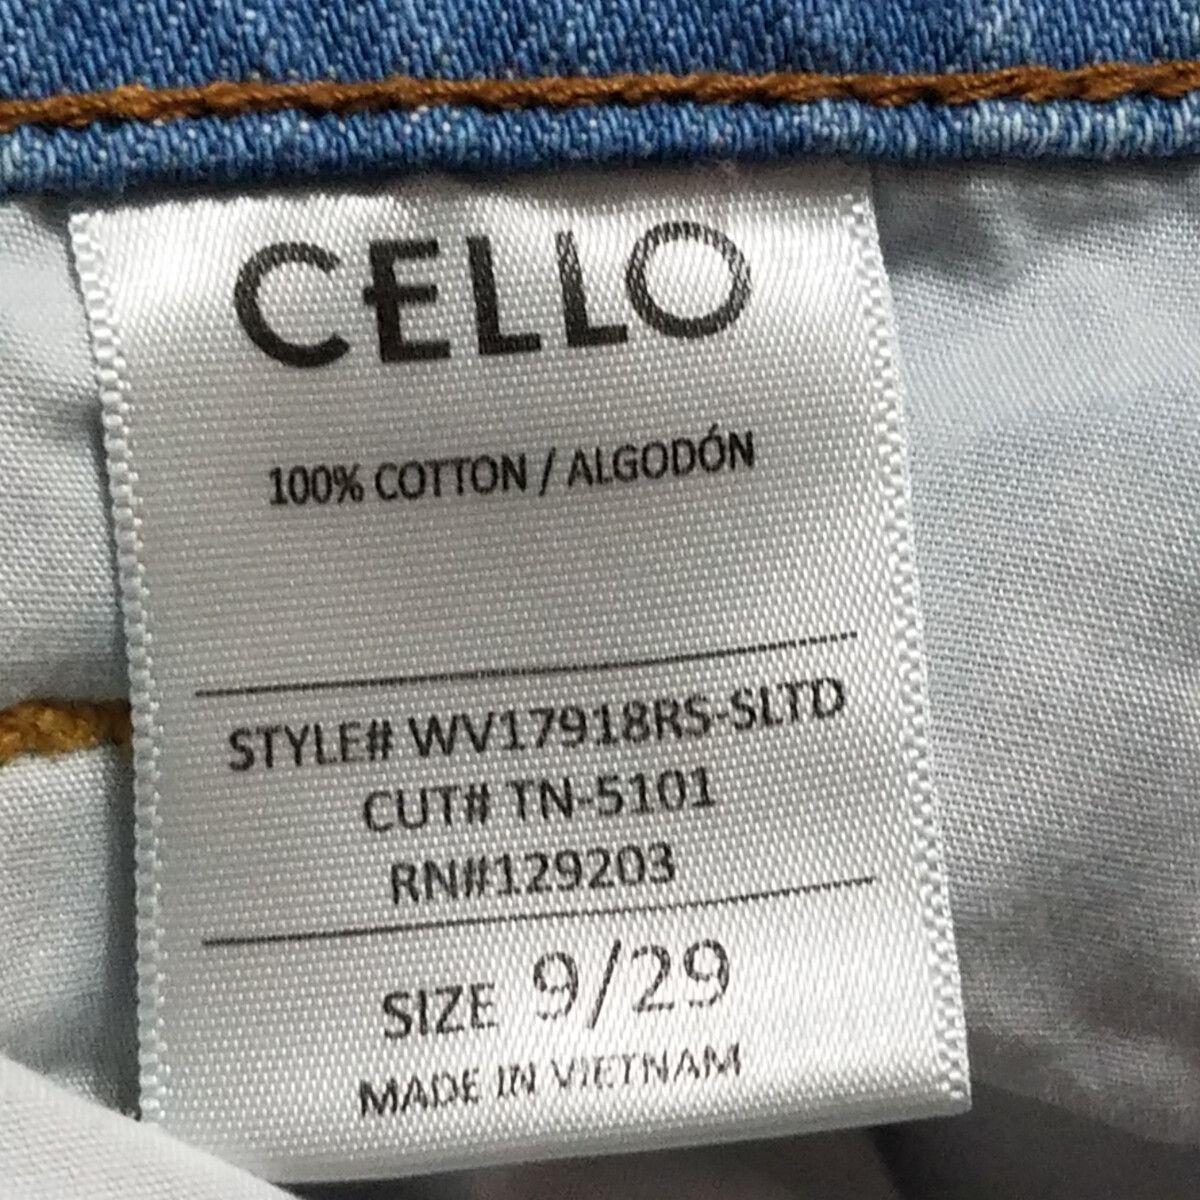 CELLO
100% COTTON / ALGODÓN
STYLE# WV17918RS-SLTD
CUT# TN-5101
RN#129203
SIZE 9/29
MADE IN VIETNAM